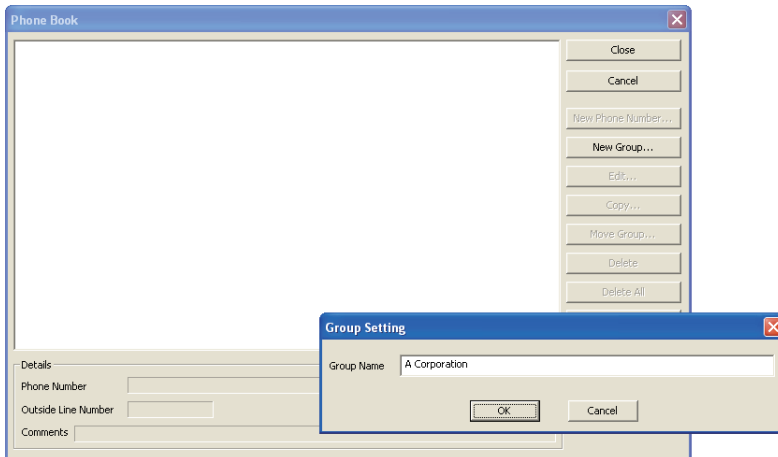 Phone Book
Close
Cancel
New Phone Number...
New Group...
Edit...
Copy...
Move Group...
Delete
Delete All
Group Setting
Group Name A Corporation
OK Cancel
Details
Phone Number
Outside Line Number
Comments